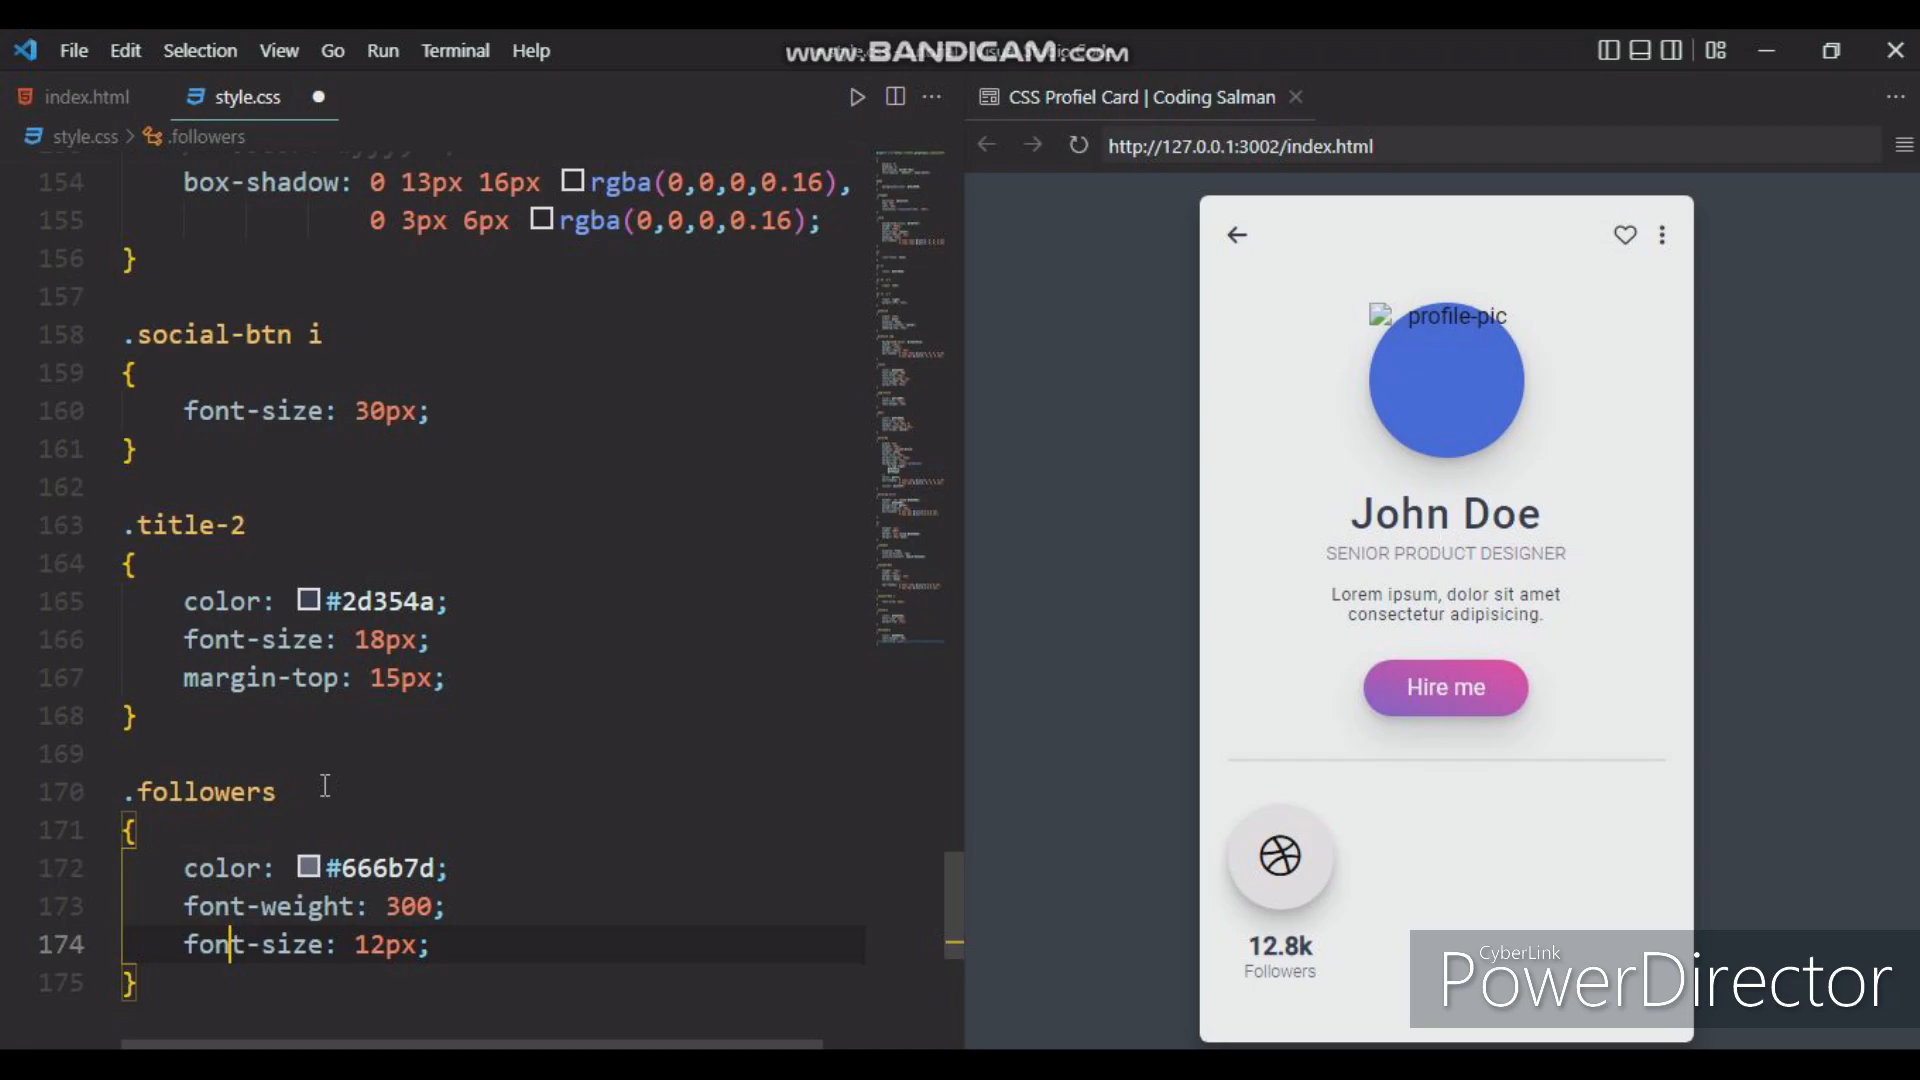 File Edit Selection View Go Run Terminal Help
www.BANDICAM.com
index.html style.css
CSS Profiel Card | Coding Salman
style.css > .followers
http://127.0.0.1:3002/index.html
154 box-shadow: 0 13px 16px rgba(0,0,0,0.16),
155 0 3px 6px rgba(0,0,0,0.16);
156 }
157
158 .social-btn i
159 {
160 font-size: 30px;
161 }
162
163 .title-2
164 {
165 color: #2d354a;
166 font-size: 18px;
167 margin-top: 15px;
168 }
169
170 .followers
171 {
172 color: #666b7d;
173 font-weight: 300;
174 font-size: 12px;
175 }
profile-pic
John Doe
SENIOR PRODUCT DESIGNER
Lorem ipsum, dolor sit amet
consectetur adipisicing.
Hire me
12.8k
Followers
CyberLink
PowerDirector